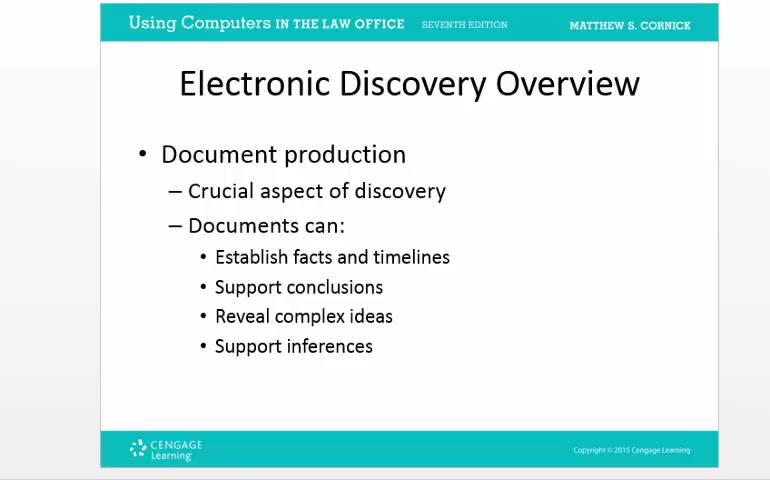 Using Computers IN THE LAW OFFICE SEVENTH EDITION MATTHEW S. CORNICK
Electronic Discovery Overview
• Document production
– Crucial aspect of discovery
– Documents can:
• Establish facts and timelines
• Support conclusions
• Reveal complex ideas
• Support inferences
CENGAGE
Learning™
Copyright © 2015 Cengage Learning